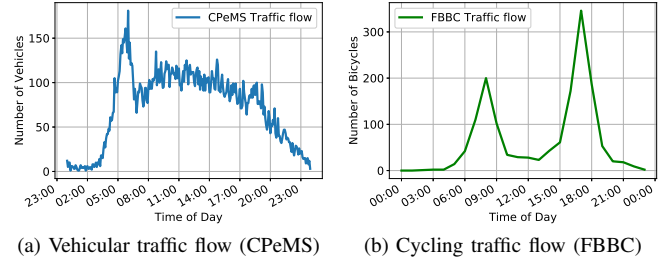 CPeMS Traffic flow
Number of Vehicles
150
100
50
0
23:00 02:00 05:00 08:00 11:00 14:00 17:00 20:00 23:00
Time of Day
(a) Vehicular traffic flow (CPeMS)
FBBC Traffic flow
Number of Bicycles
300
200
100
0
00:00 03:00 06:00 09:00 12:00 15:00 18:00 21:00 00:00
Time of Day
(b) Cycling traffic flow (FBBC)